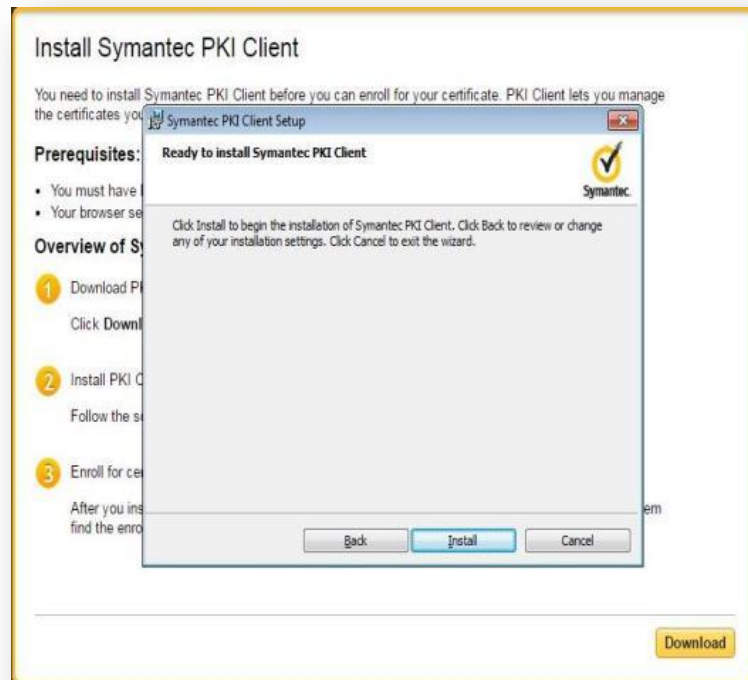 Install Symantec PKI Client
You need to install Symantec PKI Client before you can enroll for your certificate. PKI Client lets you manage
the certificates you
Symantec PKI Client Setup
Prerequisites:
Ready to install Symantec PKI Client
Symantec.
You must have
Your browser se
Click Install to begin the installation of Symantec PKI Client. Click Back to review or change
any of your installation settings. Click Cancel to exit the wizard.
Overview of Sy
1 Download PK
Click Downl
2 Install PKI C
Follow the se
3 Enroll for cer
After you ins
em
find the enro
Back
Install
Cancel
Download